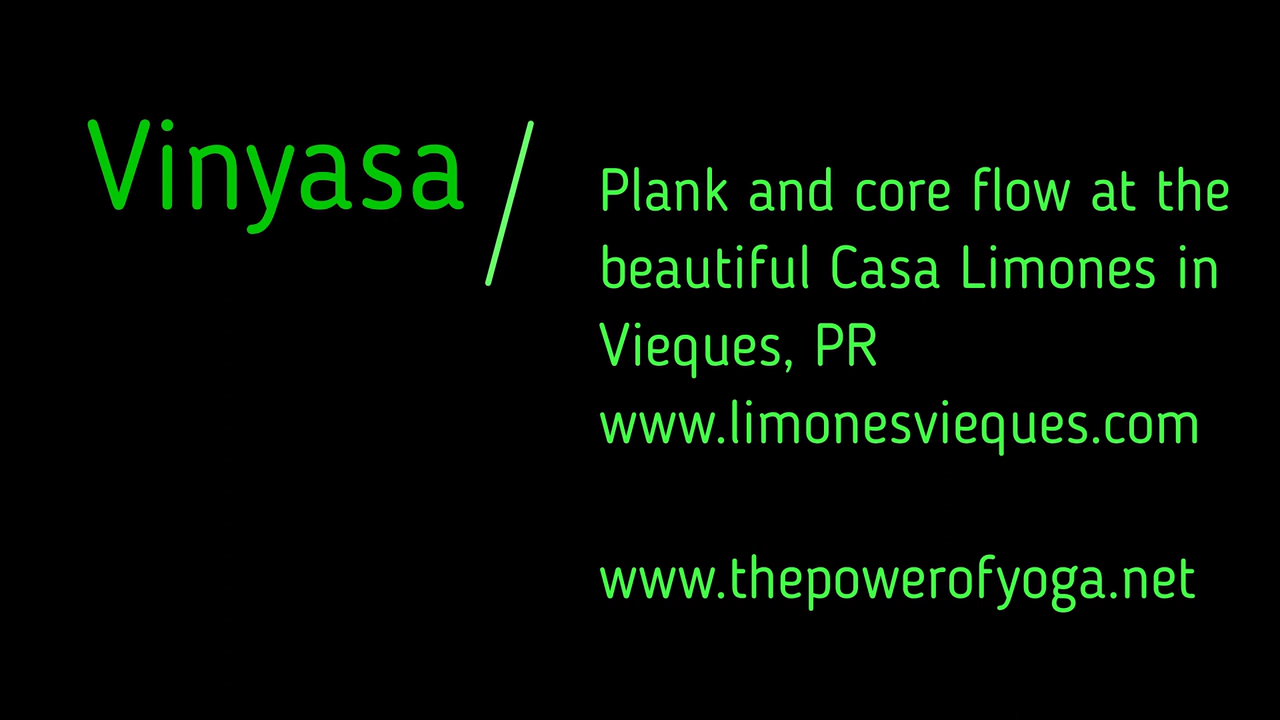 Vinyasa /
Plank and core flow at the
beautiful Casa Limones in
Vieques, PR
www.limonesvieques.com
www.thepowerofyoga.net